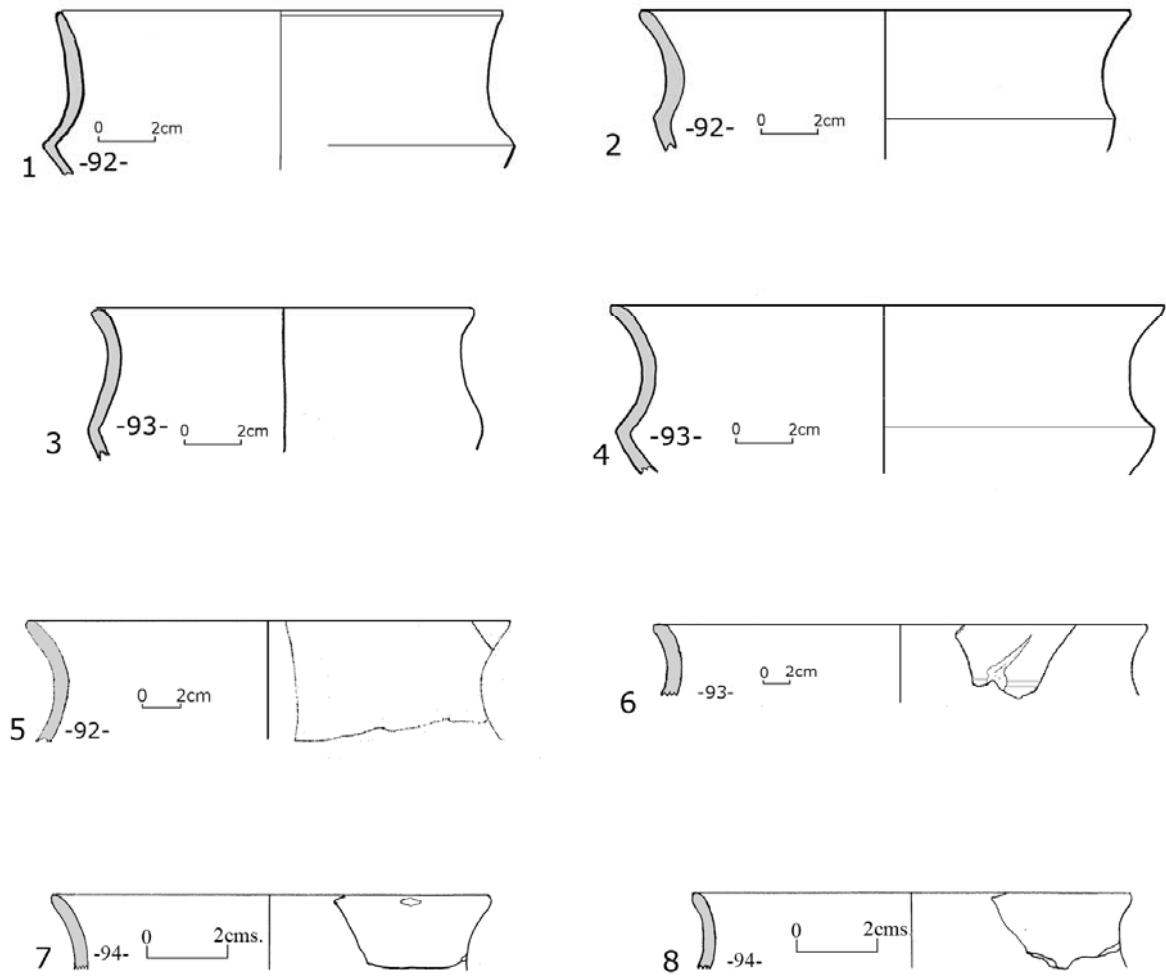 0 2cm
1 -92-
0 2cm
2 -92-
0 2cm
3 -93-
0 2cm
4 -93-
0 2cm
5 -92-
0 2cm
6 -93-
0 2cms.
7 -94-
0 2cms.
8 -94-